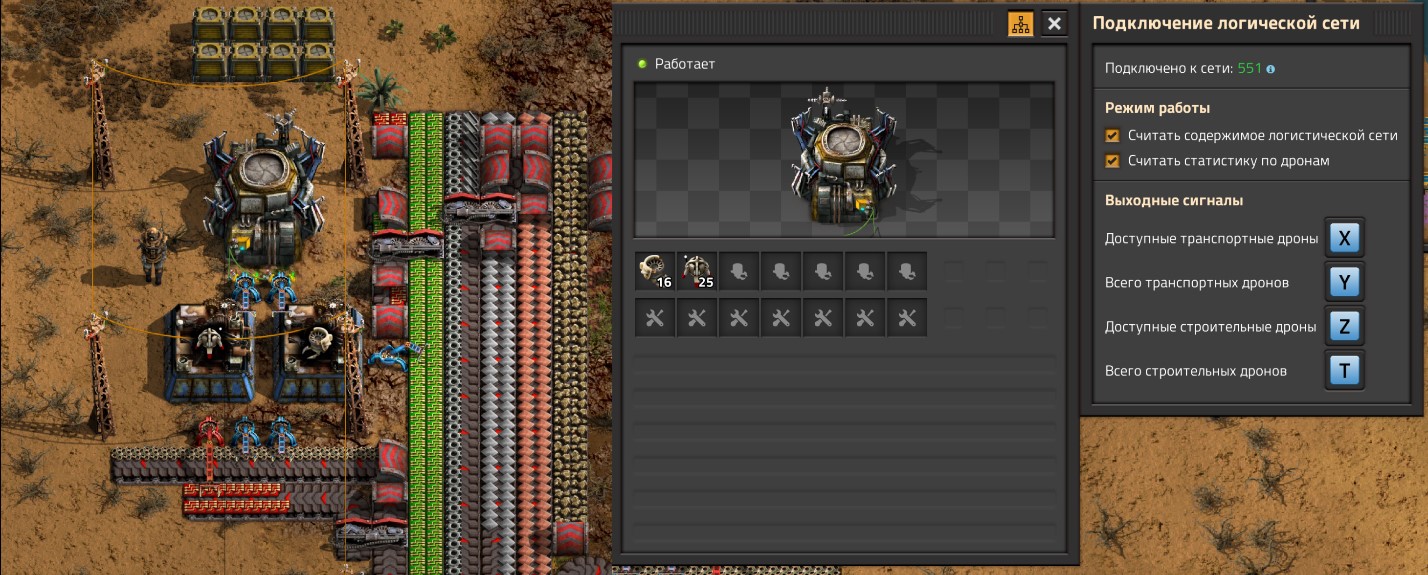 Подключение логической сети
Работает
Подключено к сети: 551
Режим работы
Считать содержимое логистической сети
Считать статистику по дронам
Выходные сигналы
Доступные транспортные дроны X
Всего транспортных дронов Y
Доступные строительные дроны Z
Всего строительных дронов T
16 25